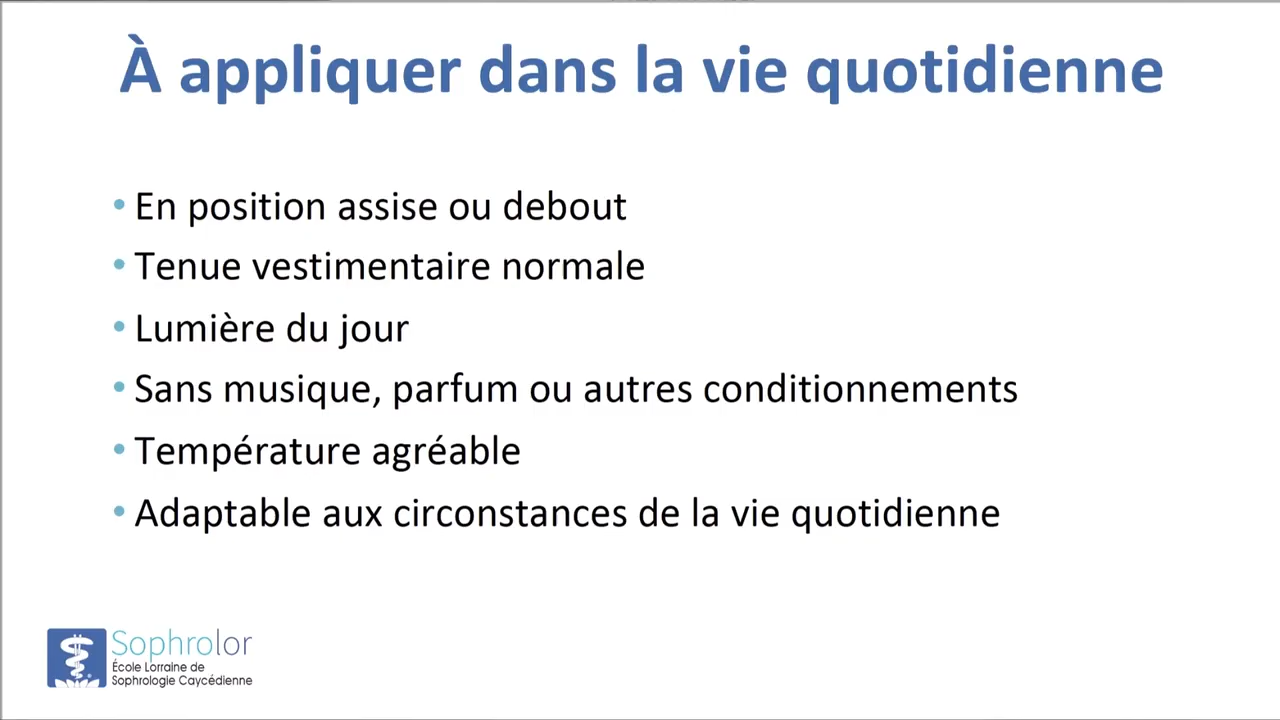 À appliquer dans la vie quotidienne
• En position assise ou debout
• Tenue vestimentaire normale
• Lumière du jour
• Sans musique, parfum ou autres conditionnements
• Température agréable
• Adaptable aux circonstances de la vie quotidienne
Sophrolor
École Lorraine de
Sophrologie Caycédienne